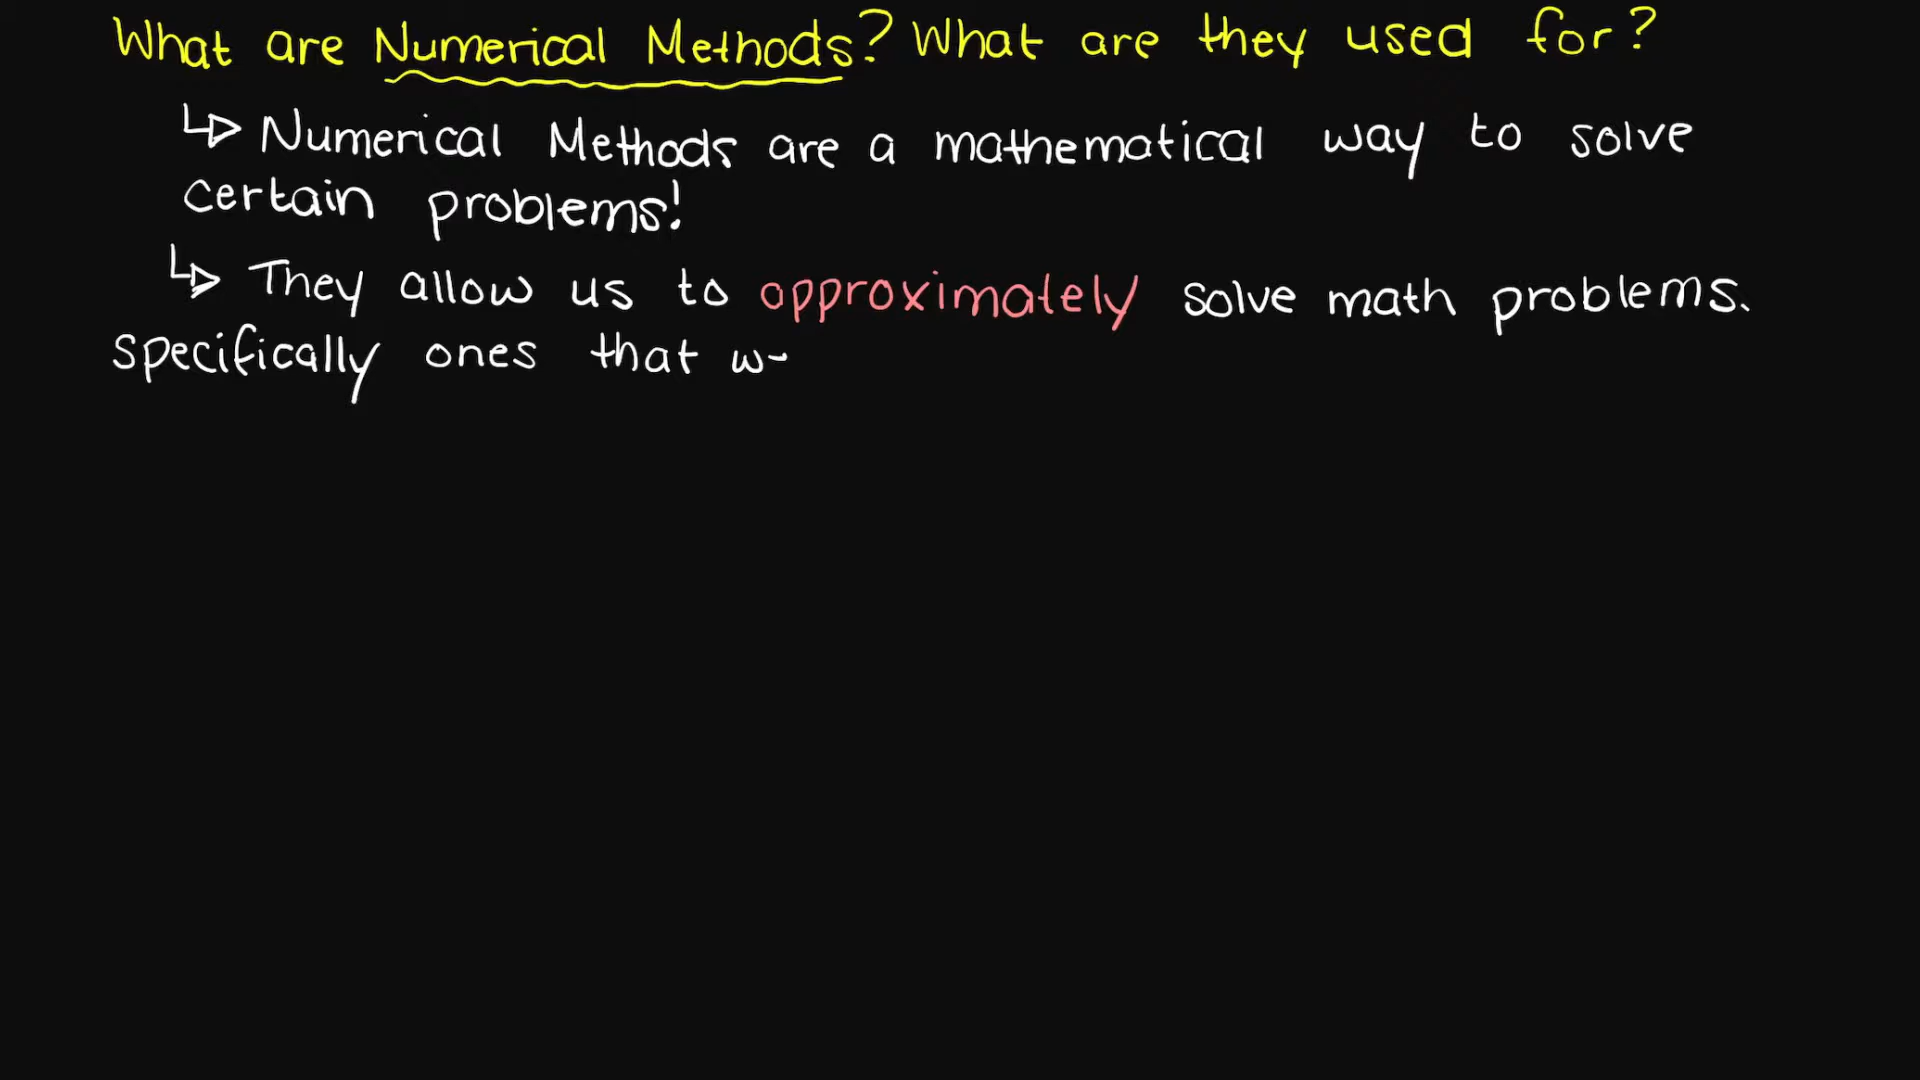 What are Numerical Methods? What are they used for?
↳ Numerical Methods are a mathematical way to solve
certain problems!
↳ They allow us to approximately solve math problems.
specifically ones that w